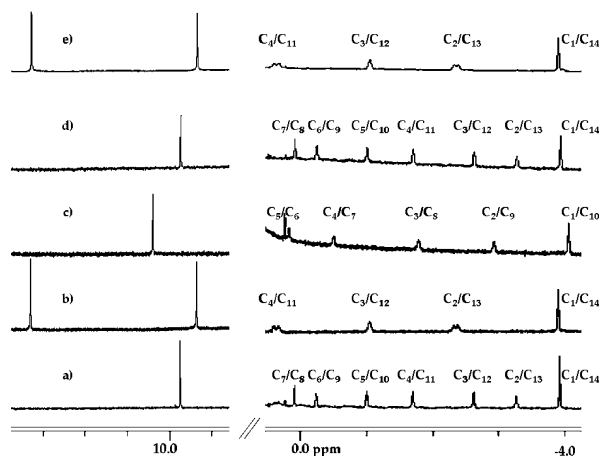 e) C4/C11 C3/C12 C2/C13 C1/C14
d) C7/C8 C6/C9 C5/C10 C4/C11 C3/C12 C2/C13 C1/C14
c) C5/C6 C4/C7 C3/C8 C2/C9 C1/C10
b) C4/C11 C3/C12 C2/C13 C1/C14
a) C7/C8 C6/C9 C5/C10 C4/C11 C3/C12 C2/C13 C1/C14
10.0 // 0.0 ppm -4.0